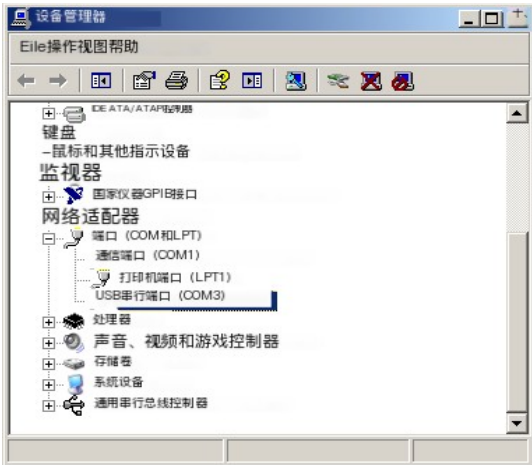 设备管理器
Eile操作视图帮助
IDE ATA/ATAPI控制器
键盘
–鼠标和其他指示设备
监视器
国家仪器GPIB接口
网络适配器
端口（COM和LPT）
通信端口（COM1）
打印机端口（LPT1）
USB串行端口（COM3)
处理器
声音、视频和游戏控制器
存储卷
系统设备
通用串行总线控制器